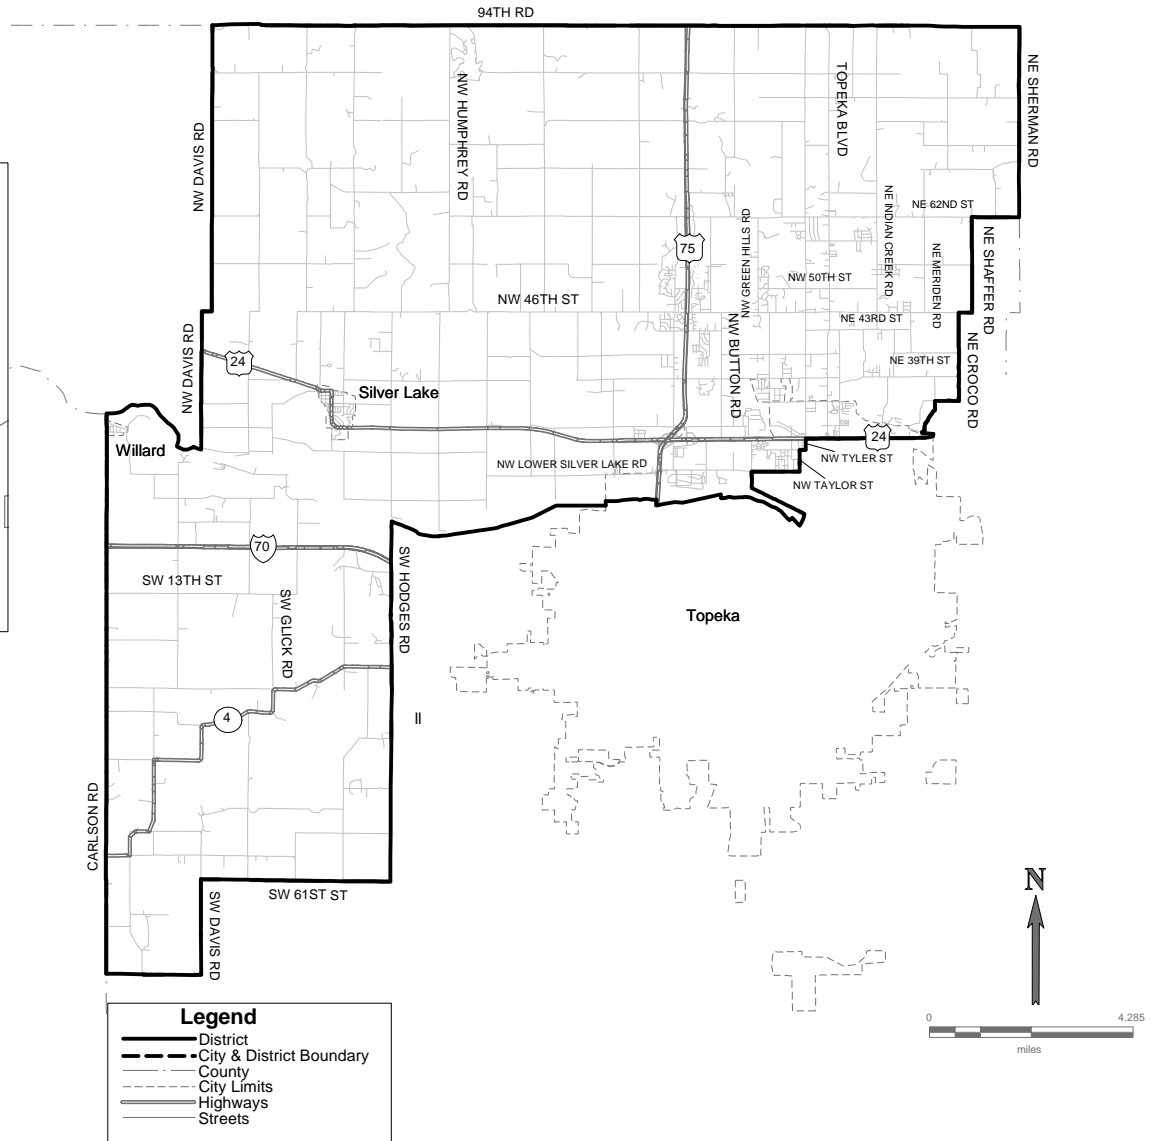 94TH RD
NE SHERMAN RD
TOPEKA BLVD
NW HUMPHREY RD
NW DAVIS RD
NE 62ND ST
NE INDIAN CREEK RD
NW GREEN HILLS RD
NE SHAFFER RD
NE MERIDEN RD
75
NW 50TH ST
NW 46TH ST
NE 43RD ST
NW BUTTON RD
NW DAVIS RD
NE CROCO RD
24
NE 39TH ST
Silver Lake
Willard
24
NW TYLER ST
NW LOWER SILVER LAKE RD
NW TAYLOR ST
70
SW HODGES RD
SW 13TH ST
SW GLICK RD
Topeka
4
II
CARLSON RD
SW 61ST ST
SW DAVIS RD
N
0 4.285
miles
Legend
District
City & District Boundary
County
City Limits
Highways
Streets